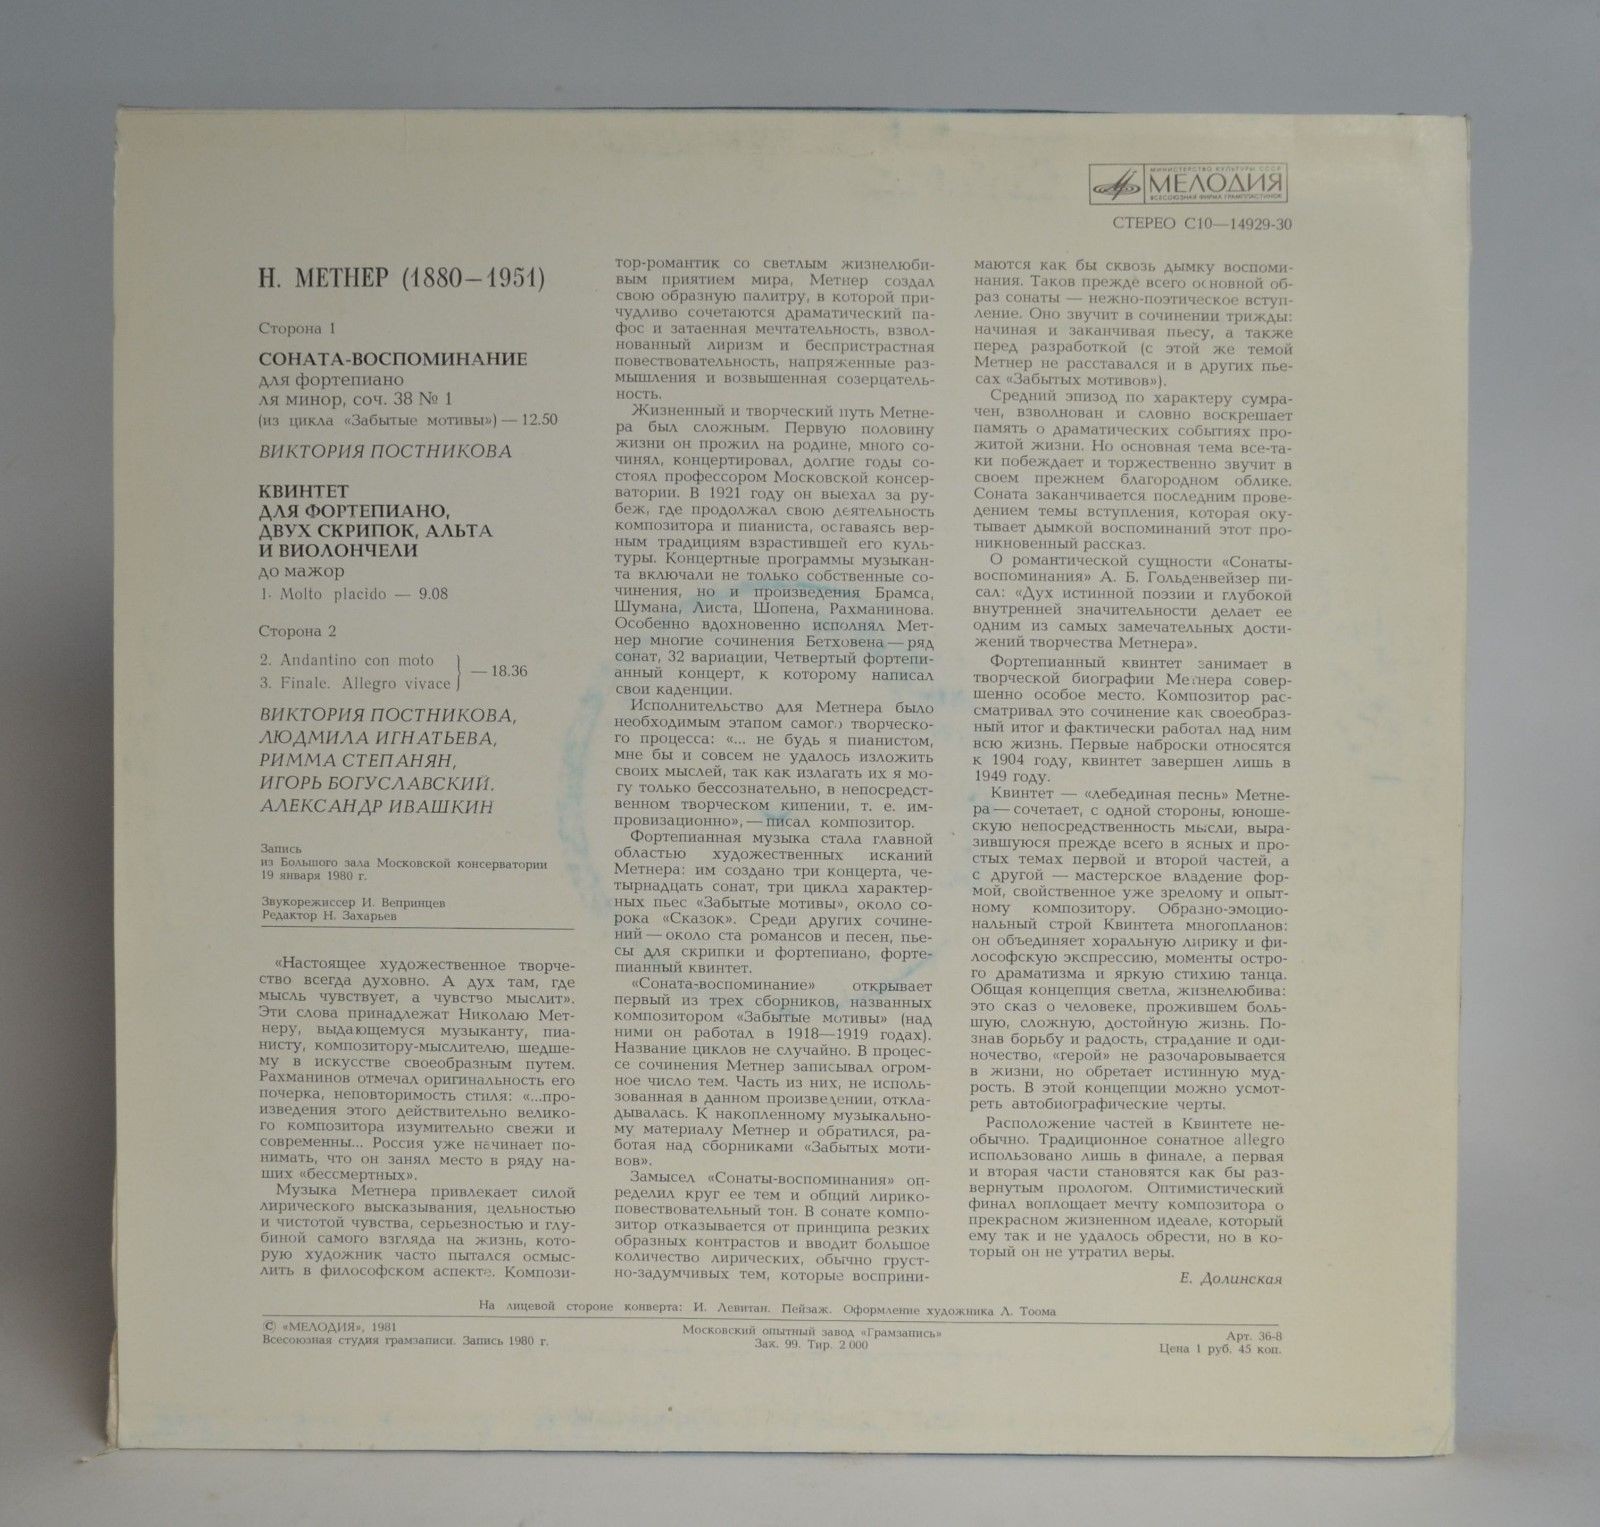 МИНИСТЕРСТВО КУЛЬТУРЫ СССР
МЕЛОДИЯ
ВСЕСОЮЗНАЯ ФИРМА ГРАМПЛАСТИНОК
СТЕРЕО С10—14929-30
Н. МЕТНЕР (1880—1951)
Сторона 1
СОНАТА-ВОСПОМИНАНИЕ
для фортепиано
ля минор, соч. 38 № 1
(из цикла «Забытые мотивы») — 12.50
ВИКТОРИЯ ПОСТНИКОВА
КВИНТЕТ
ДЛЯ ФОРТЕПИАНО,
ДВУХ СКРИПОК, АЛЬТА
И ВИОЛОНЧЕЛИ
до мажор
1. Molto placido — 9.08
Сторона 2
2. Andantino con moto
3. Finale. Allegro vivace
— 18.36
ВИКТОРИЯ ПОСТНИКОВА,
ЛЮДМИЛА ИГНАТЬЕВА,
РИММА СТЕПАНЯН,
ИГОРЬ БОГУСЛАВСКИЙ.
АЛЕКСАНДР ИВАШКИН
Запись
из Большого зала Московской консерватории
19 января 1980 г.
Звукорежиссер И. Вепринцев
Редактор Н. Захарьев
«Настоящее художественное творче-
ство всегда духовно. А дух там, где
мысль чувствует, а чувство мыслит».
Эти слова принадлежат Николаю Мет-
неру, выдающемуся музыканту, пиа-
нисту, композитору-мыслителю, шедше-
му в искусстве своеобразным путем.
Рахманинов отмечал оригинальность его
почерка, неповторимость стиля: «...про-
изведения этого действительно велико-
го композитора изумительно свежи и
современны... Россия уже начинает по-
нимать, что он занял место в ряду на-
ших «бессмертных».
Музыка Метнера привлекает силой
лирического высказывания, цельностью
и чистотой чувства, серьезностью и глу-
биной самого взгляда на жизнь, кото-
рую художник часто пытался осмыс-
лить в философском аспекте. Компози-
тор-романтик со светлым жизнелюби-
вым приятием мира, Метнер создал
свою образную палитру, в которой при-
чудливо сочетаются драматический па-
фос и затаенная мечтательность, взвол-
нованный лиризм и беспристрастная
повествовательность, напряженные раз-
мышления и возвышенная созерцатель-
ность.
Жизненный и творческий путь Метне-
ра был сложным. Первую половину
жизни он прожил на родине, много со-
чинял, концертировал, долгие годы со-
стоял профессором Московской консер-
ватории. В 1921 году он выехал за ру-
беж, где продолжал свою деятельность
композитора и пианиста, оставаясь вер-
ным традициям взрастившей его куль-
туры. Концертные программы музыкан-
та включали не только собственные со-
чинения, но и произведения Брамса,
Шумана, Листа, Шопена, Рахманинова.
Особенно вдохновенно исполнял Мет-
нер многие сочинения Бетховена — ряд
сонат, 32 вариации, Четвертый фортепи-
анный концерт, к которому написал
свои каденции.
Исполнительство для Метнера было
необходимым этапом самого творческо-
го процесса: «... не будь я пианистом,
мне бы и совсем не удалось изложить
своих мыслей, так как излагать их я мо-
гу только бессознательно, в непосредст-
венном творческом кипении, т. е. им-
провизационно», — писал композитор.
Фортепианная музыка стала главной
областью художественных исканий
Метнера: им создано три концерта, че-
тырнадцать сонат, три цикла характер-
ных пьес «Забытые мотивы», около со-
рока «Сказок». Среди других сочине-
ний — около ста романсов и песен, пье-
сы для скрипки и фортепиано, форте-
пианный квинтет.
«Соната-воспоминание» открывает
первый из трех сборников, названных
композитором «Забытые мотивы» (над
ними он работал в 1918—1919 годах).
Название циклов не случайно. В процес-
се сочинения Метнер записывал огром-
ное число тем. Часть из них, не исполь-
зованная в данном произведении, откла-
дывалась. К накопленному музыкально-
му материалу Метнер и обратился, ра-
ботая над сборниками «Забытых моти-
вов».
Замысел «Сонаты-воспоминания» оп-
ределил круг ее тем и общий лирико-
повествовательный тон. В сонате компо-
зитор отказывается от принципа резких
образных контрастов и вводит большое
количество лирических, обычно груст-
но-задумчивых тем, которые восприни-
маются как бы сквозь дымку воспоми-
нания. Таков прежде всего основной об-
раз сонаты — нежно-поэтическое вступ-
ление. Оно звучит в сочинении трижды:
начиная и заканчивая пьесу, а также
перед разработкой (с этой же темой
Метнер не расставался и в других пье-
сах «Забытых мотивов»).
Средний эпизод по характеру сумра-
чен, взволнован и словно воскрешает
память о драматических событиях про-
житой жизни. Но основная тема все-та-
ки побеждает и торжественно звучит в
своем прежнем благородном облике.
Соната заканчивается последним прове-
дением темы вступления, которая оку-
тывает дымкой воспоминаний этот про-
никновенный рассказ.
О романтической сущности «Сонаты-
воспоминания» А. Б. Гольденвейзер пи-
сал: «Дух истинной поэзии и глубокой
внутренней значительности делает ее
одним из самых замечательных дости-
жений творчества Метнера».
Фортепианный квинтет занимает в
творческой биографии Метнера совер-
шенно особое место. Композитор рас-
сматривал это сочинение как своеобраз-
ный итог и фактически работал над ним
всю жизнь. Первые наброски относятся
к 1904 году, квинтет завершен лишь в
1949 году.
Квинтет — «лебединая песнь» Метне-
ра — сочетает, с одной стороны, юноше-
скую непосредственность мысли, выра-
зившуюся прежде всего в ясных и про-
стых темах первой и второй частей, а
с другой — мастерское владение фор-
мой, свойственное уже зрелому и опыт-
ному композитору. Образно-эмоцио-
нальный строй Квинтета многопланов:
он объединяет хоральную лирику и фи-
лософскую экспрессию, моменты остро-
го драматизма и яркую стихию танца.
Общая концепция светла, жизнелюбива:
это сказ о человеке, прожившем боль-
шую, сложную, достойную жизнь. По-
знав борьбу и радость, страдание и оди-
ночество, «герой» не разочаровывается
в жизни, но обретает истинную муд-
рость. В этой концепции можно усмот-
реть автобиографические черты.
Расположение частей в Квинтете не-
обычно. Традиционное сонатное allegro
использовано лишь в финале, а первая
и вторая части становятся как бы раз-
вернутым прологом. Оптимистический
финал воплощает мечту композитора о
прекрасном жизненном идеале, который
ему так и не удалось обрести, но в ко-
торый он не утратил веры.
Е. Долинская
На лицевой стороне конверта: И. Левитан. Пейзаж. Оформление художника Л. Тоома
© «МЕЛОДИЯ», 1981
Всесоюзная студия грамзаписи. Запись 1980 г.
Московский опытный завод «Грамзапись»
Зак. 99. Тир. 2 000
Арт. 36-8
Цена 1 руб. 45 коп.